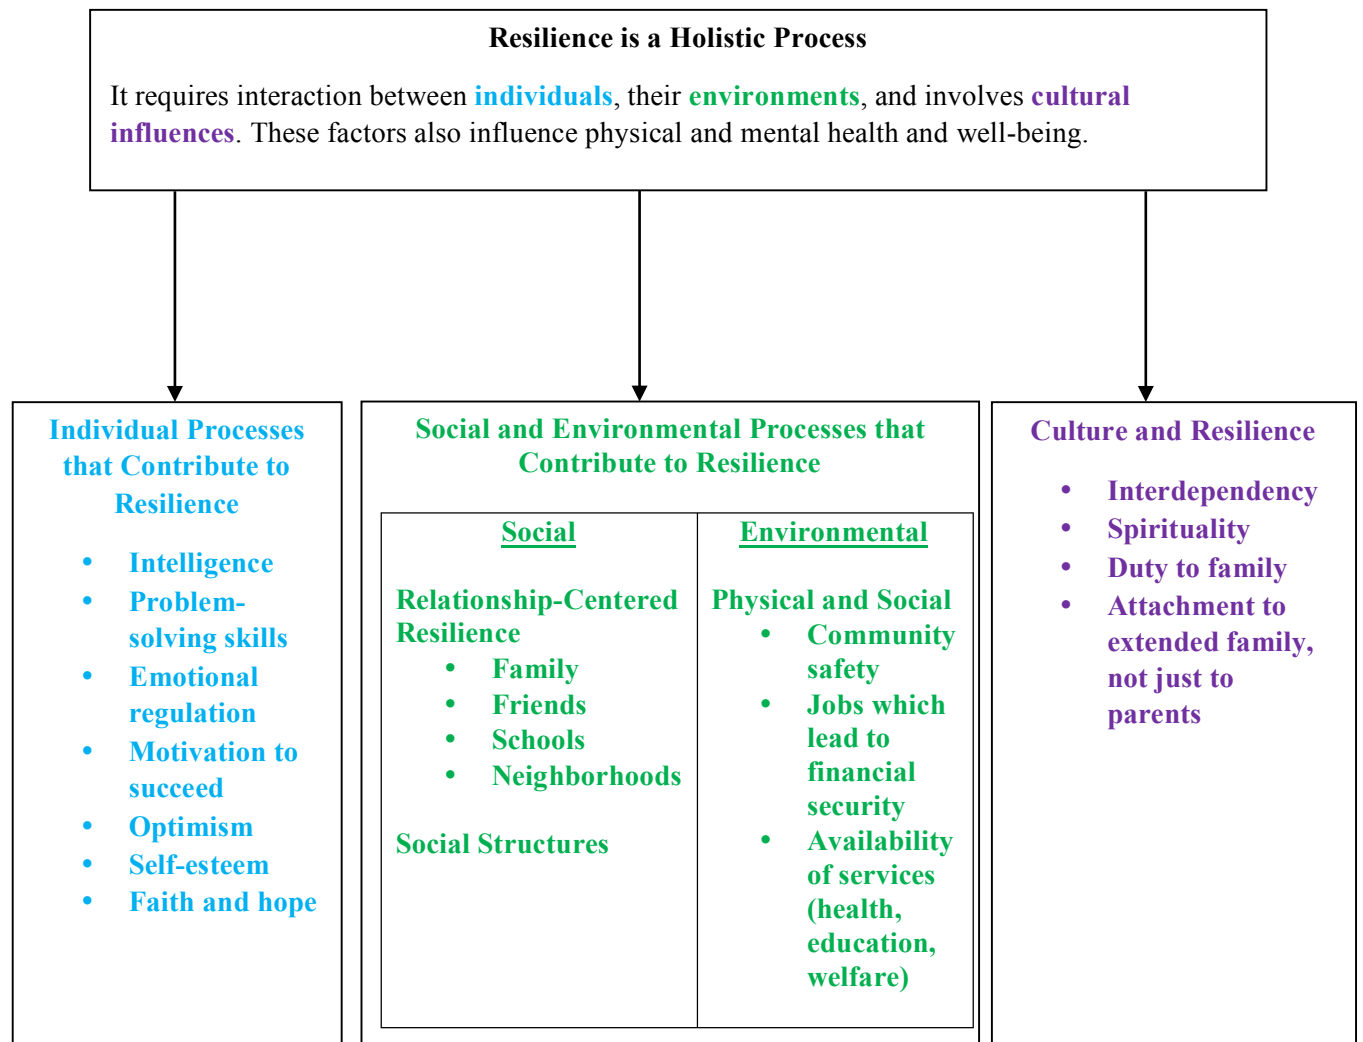 Resilience is a Holistic Process
It requires interaction between individuals, their environments, and involves cultural
influences. These factors also influence physical and mental health and well-being.
Individual Processes
that Contribute to
Resilience
• Intelligence
• Problem-
solving skills
• Emotional
regulation
• Motivation to
succeed
• Optimism
• Self-esteem
• Faith and hope
Social and Environmental Processes that
Contribute to Resilience
Social
Relationship-Centered
Resilience
• Family
• Friends
• Schools
• Neighborhoods
Social Structures
Environmental
Physical and Social
• Community
safety
• Jobs which
lead to
financial
security
• Availability
of services
(health,
education,
welfare)
Culture and Resilience
• Interdependency
• Spirituality
• Duty to family
• Attachment to
extended family,
not just to
parents